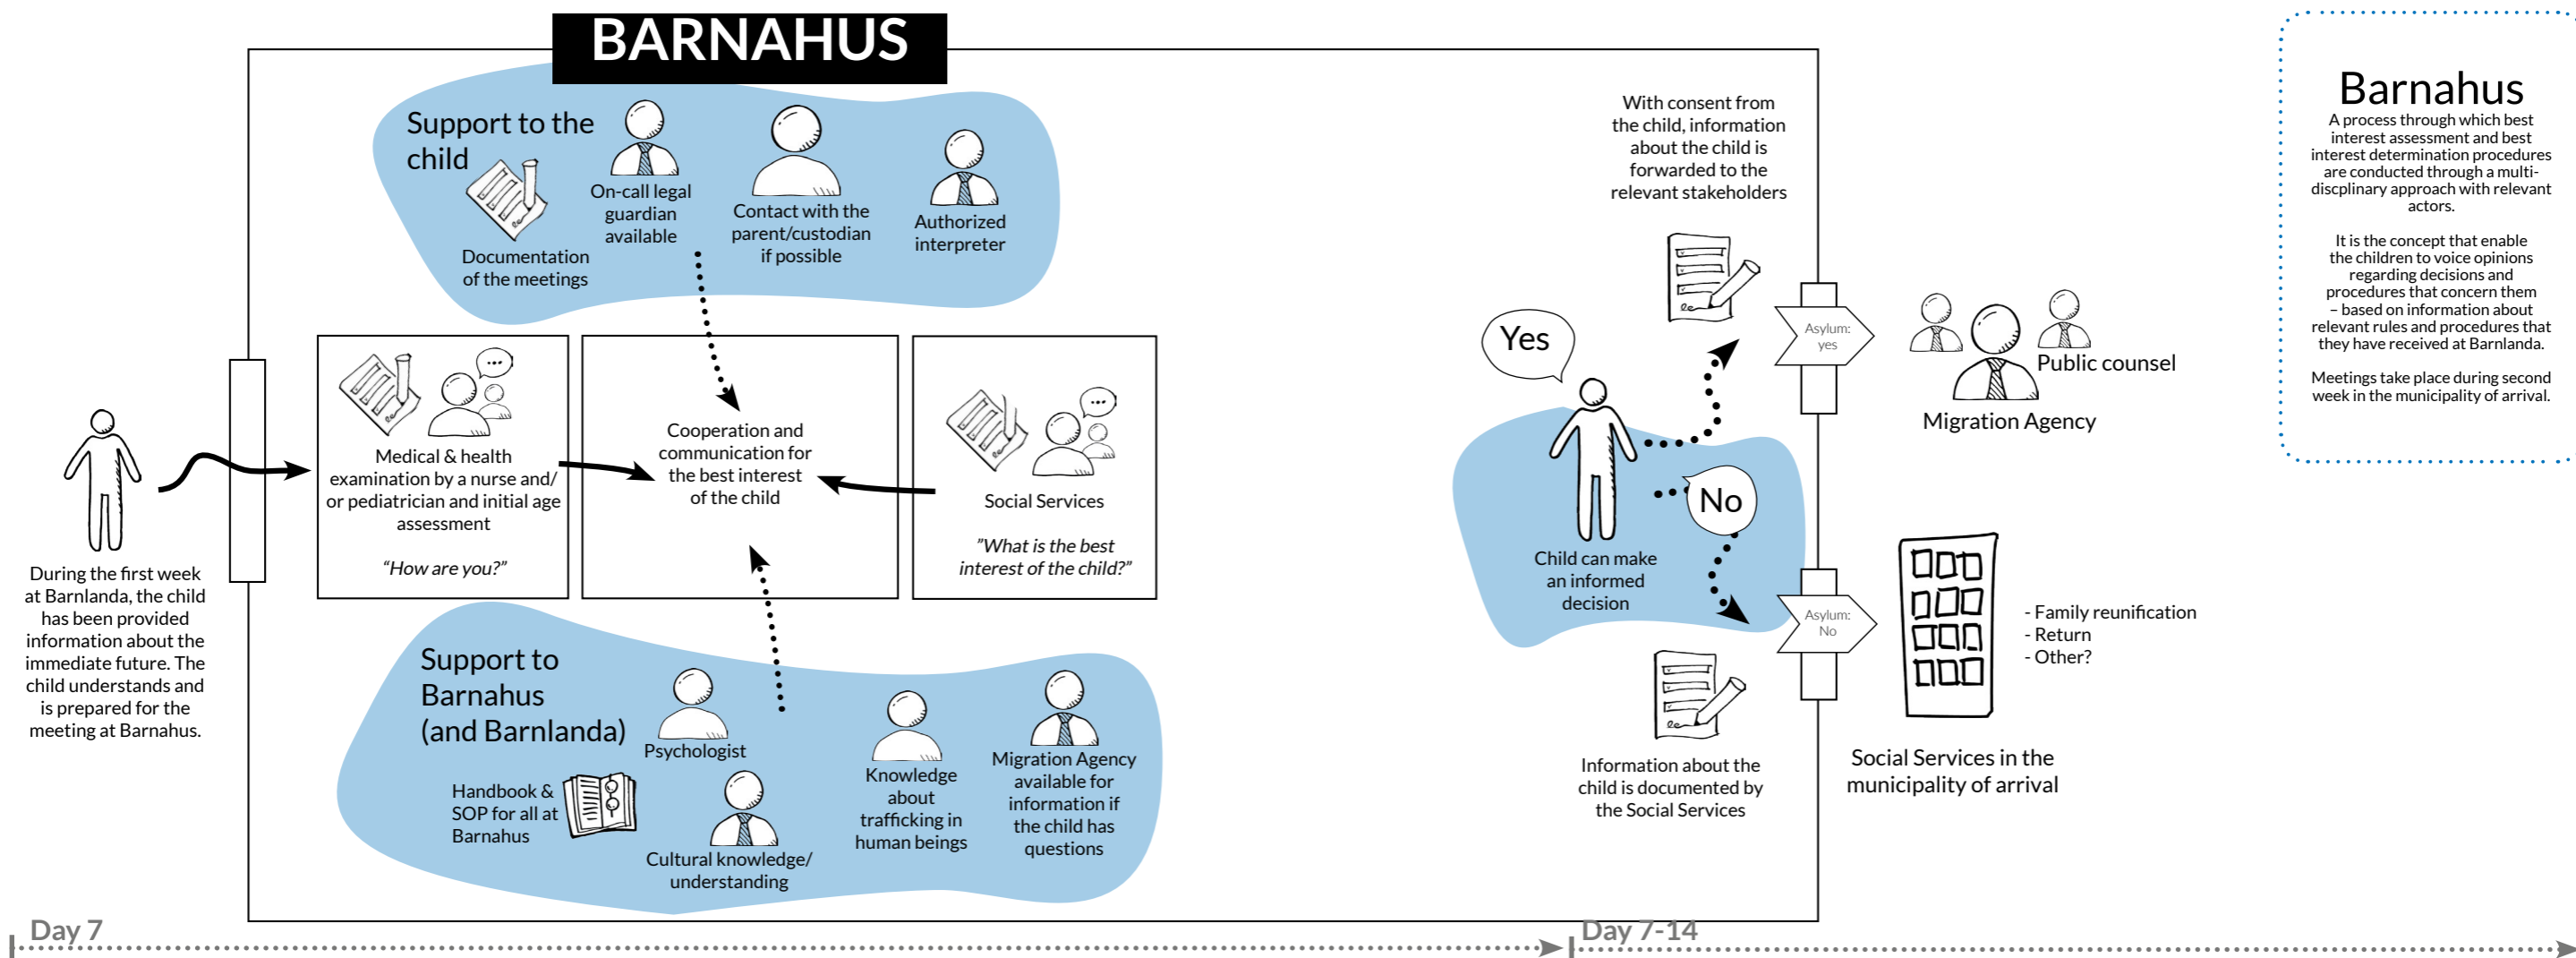 BARNAHUS
Support to the
child
Documentation
of the meetings
On-call legal
guardian
available
Contact with the
parent/custodian
if possible
Authorized
interpreter
During the first week
at Barnlanda, the child
has been provided
information about the
immediate future. The
child understands and
is prepared for the
meeting at Barnahus.
Medical & health
examination by a nurse and/
or pediatrician and initial age
assessment
“How are you?”
Cooperation and
communication for
the best interest
of the child
Social Services
”What is the best
interest of the child?”
Support to
Barnahus
(and Barnlanda)
Psychologist
Handbook &
SOP for all at
Barnahus
Cultural knowledge/
understanding
Knowledge
about
trafficking in
human beings
Migration Agency
available for
information if
the child has
questions
With consent from
the child, information
about the child is
forwarded to the
relevant stakeholders
Yes
No
Child can make
an informed
decision
Asylum:
yes
Asylum:
No
Public counsel
Migration Agency
- Family reunification
- Return
- Other?
Information about the
child is documented by
the Social Services
Social Services in the
municipality of arrival
Barnahus
A process through which best
interest assessment and best
interest determination procedures
are conducted through a multi-
discplinary approach with relevant
actors.
It is the concept that enable
the children to voice opinions
regarding decisions and
procedures that concern them
– based on information about
relevant rules and procedures that
they have received at Barnlanda.
Meetings take place during second
week in the municipality of arrival.
Day 7
Day 7-14